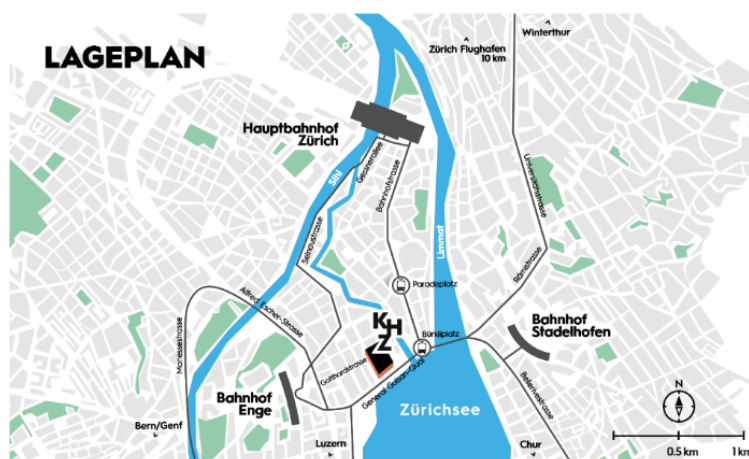 LAGEPLAN
Winterthur
Zürich Flughafen
10 km
Hauptbahnhof
Zürich
Gessnerallee
Sihl
Bahnhofstrasse
Universitätstrasse
Selnaustrasse
Limmat
Rämistrasse
Paradeplatz
Alfred Escher-Strasse
Manessestrasse
KHZ
Bürkliplatz
Bahnhof
Stadelhofen
Gotthardstrasse
General Guisan-Quai
Bellerivestrasse
Bahnhof
Enge
Zürichsee
N
Bern/Genf
Luzern
Chur
0.5 km
1 km